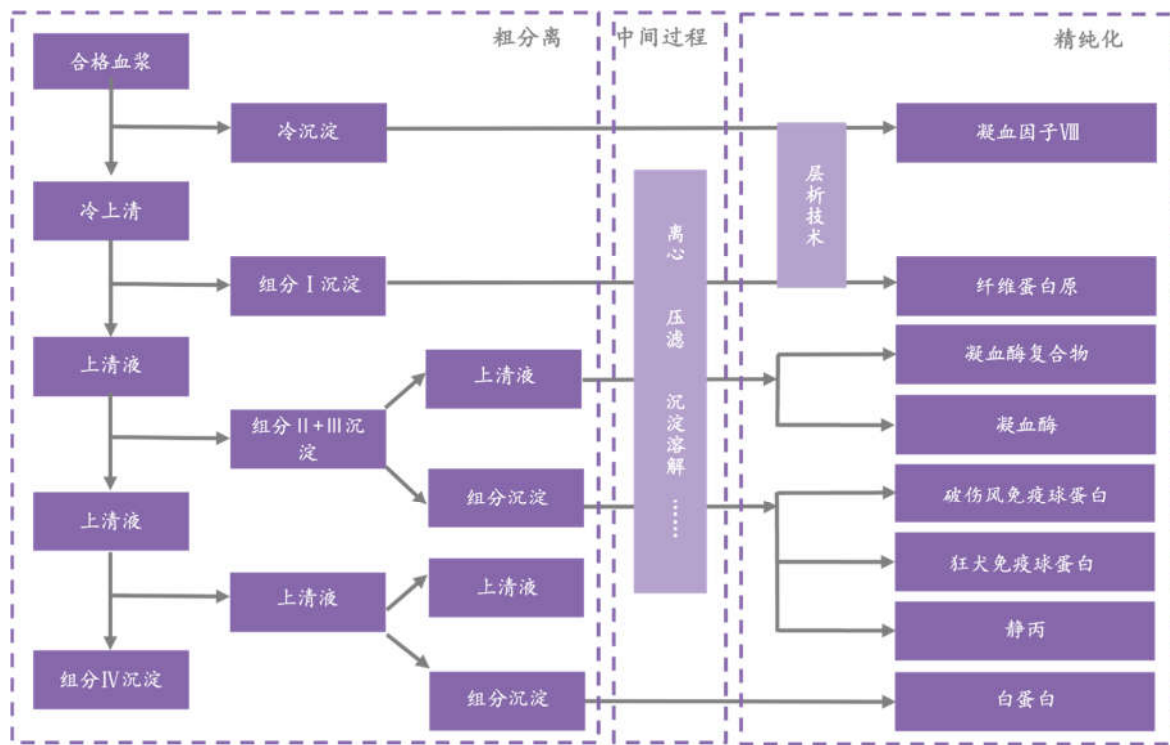 粗分离
中间过程
精纯化
合格血浆
冷沉淀
凝血因子Ⅷ
层析技术
冷上清
离心
组分Ⅰ沉淀
纤维蛋白原
压滤
上清液
上清液
凝血酶复合物
沉淀溶解
组分Ⅱ+Ⅲ沉
淀
凝血酶
……
上清液
组分沉淀
破伤风免疫球蛋白
上清液
上清液
狂犬免疫球蛋白
静丙
组分Ⅳ沉淀
组分沉淀
白蛋白